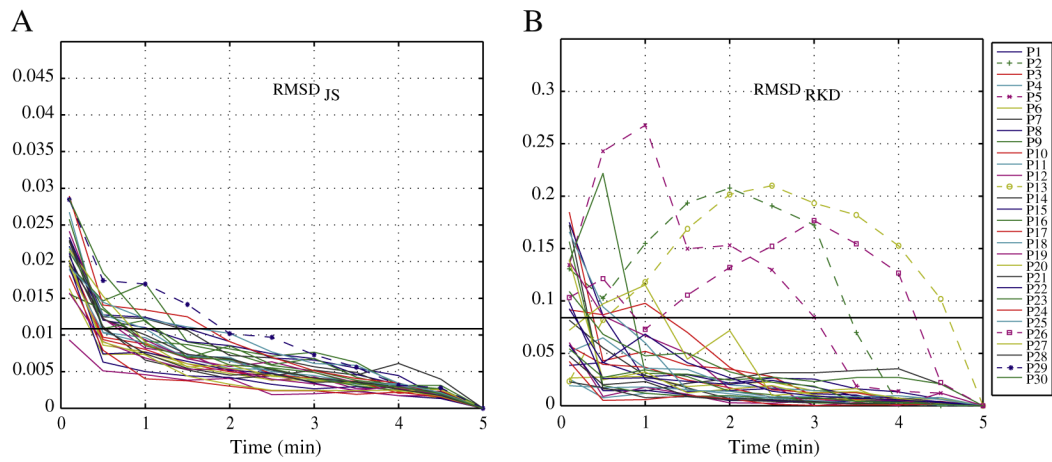 A
0.045
0.04
0.035
0.03
0.025
0.02
0.015
0.01
0.005
0
RMSD JS
0 1 2 3 4 5
Time (min)
B
0.3
0.25
0.2
0.15
0.1
0.05
0
RMSD RKD
0 1 2 3 4 5
Time (min)
P1
P2
P3
P4
P5
P6
P7
P8
P9
P10
P11
P12
P13
P14
P15
P16
P17
P18
P19
P20
P21
P22
P23
P24
P25
P26
P27
P28
P29
P30